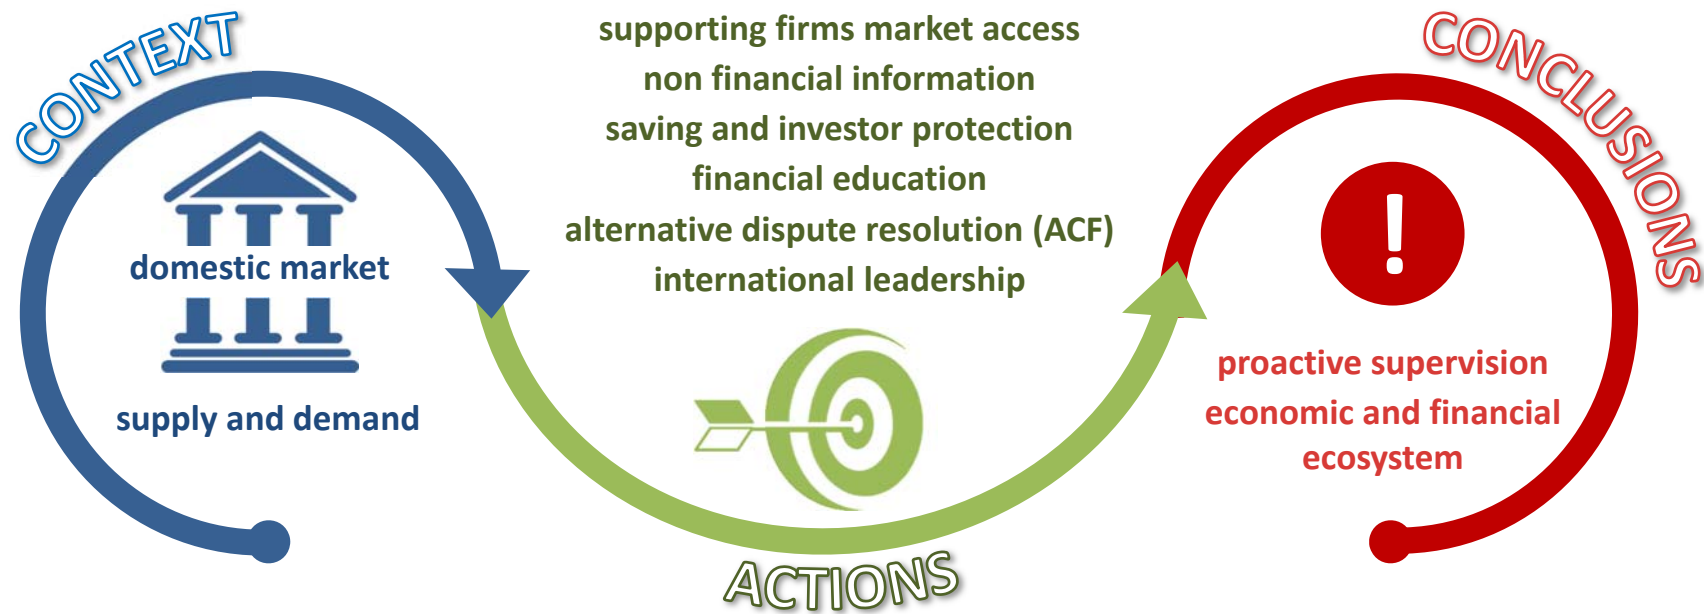 CONTEXT
domestic market
supply and demand
supporting firms market access
non financial information
saving and investor protection
financial education
alternative dispute resolution (ACF)
international leadership
ACTIONS
CONCLUSIONS
!
proactive supervision
economic and financial
ecosystem